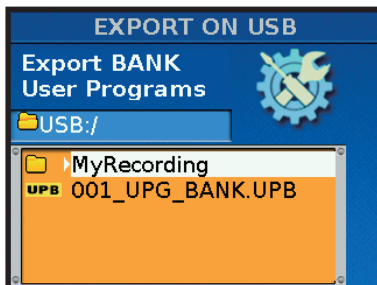 EXPORT ON USB
Export BANK
User Programs
USB:/
MyRecording
UPB 001_UPG_BANK.UPB